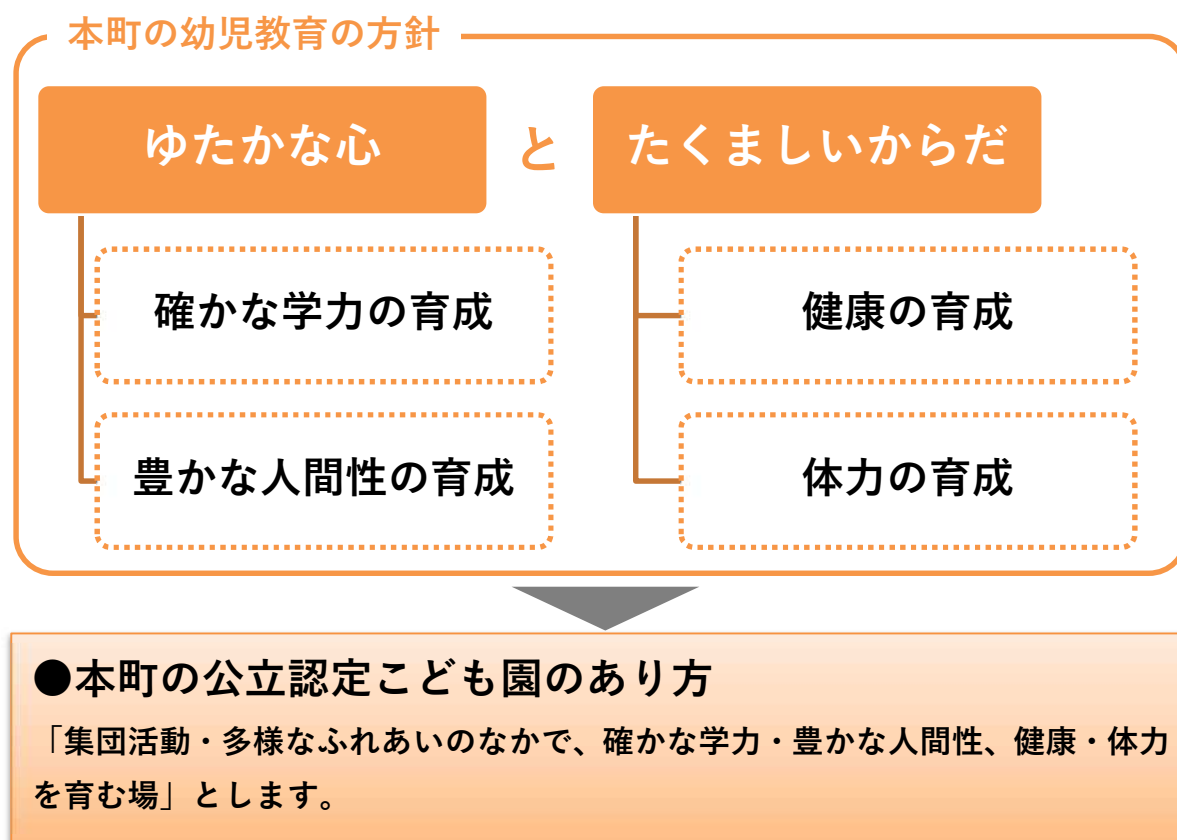 本町の幼児教育の方針
ゆたかな心 と たくましいからだ
確かな学力の育成
健康の育成
豊かな人間性の育成
体力の育成
●本町の公立認定こども園のあり方
「集団活動・多様なふれあいのなかで、確かな学力・豊かな人間性、健康・体力
を育む場」とします。